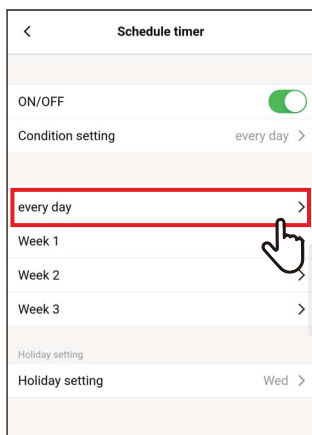 Schedule timer
ON/OFF
Condition setting every day
every day
Week 1
Week 2
Week 3
Holiday setting
Holiday setting Wed